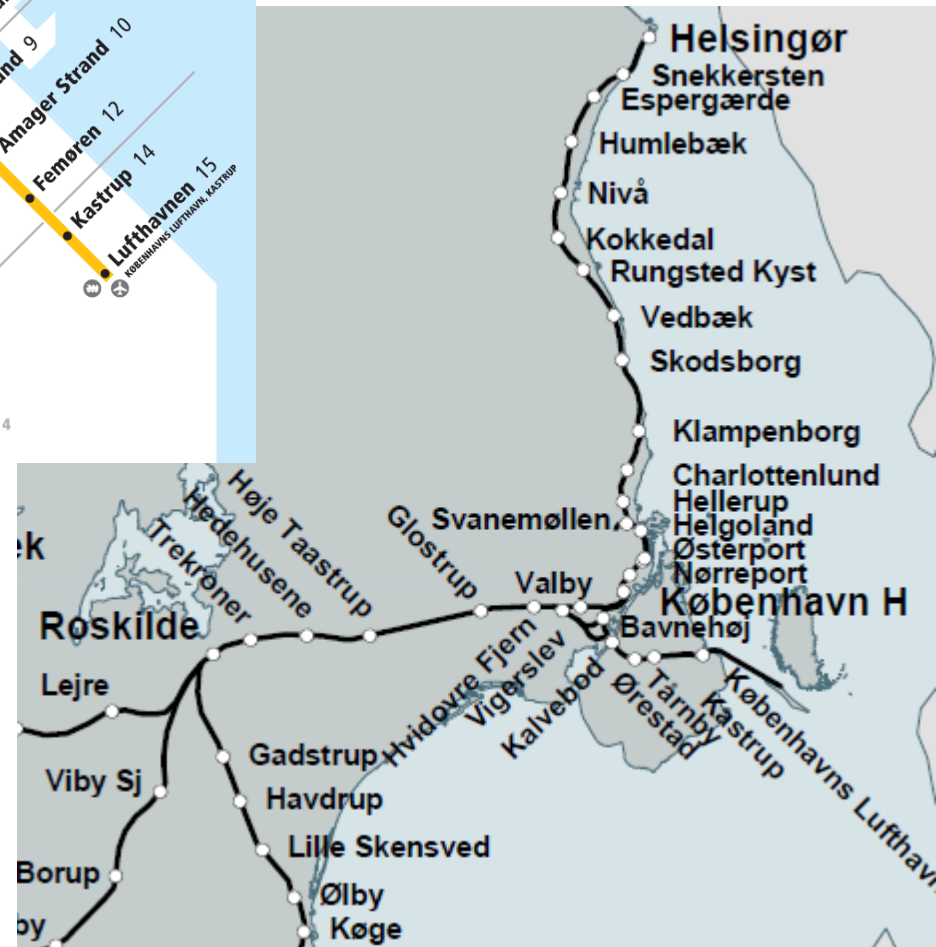 9
Amager Strand 10
Femøren 12
Kastrup 14
Lufthavnen 15
KØBENHAVNS LUFTHAVN, KASTRUP
4
Helsingør
Snekkersten
Espergærde
Humlebæk
Nivå
Kokkedal
Rungsted Kyst
Vedbæk
Skodsborg
Klampenborg
Charlottenlund
Hellerup
Svanemøllen
Helgoland
Østerport
Nørreport
København H
Bavnehøj
Valby
Glostrup
Høje Taastrup
Hedehusene
Trekroner
Roskilde
Hvidovre Fjern
Vigerslev
Kalvebod
Ørestad
Tårnby
Københavns Lufthavn
Kastrup
Lejre
Gadstrup
Viby Sj
Havdrup
Lille Skensved
Borup
Ølby
Køge